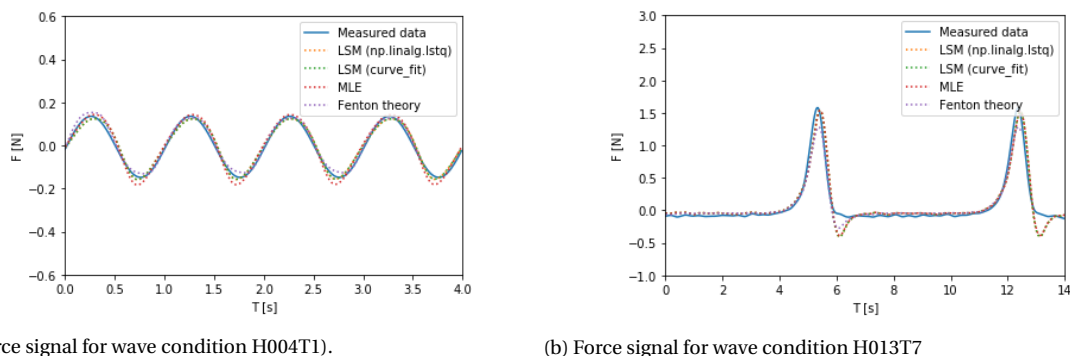 0.6
0.4
0.2
0.0
−0.2
−0.4
−0.6
F [N]
0.0 0.5 1.0 1.5 2.0 2.5 3.0 3.5 4.0
T [s]
Measured data
LSM (np.linalg.lstq)
LSM (curve_fit)
MLE
Fenton theory
rce signal for wave condition H004T1).
3.0
2.5
2.0
1.5
1.0
0.5
0.0
−0.5
−1.0
F [N]
0 2 4 6 8 10 12 14
T [s]
Measured data
LSM (np.linalg.lstq)
LSM (curve_fit)
MLE
Fenton theory
(b) Force signal for wave condition H013T7